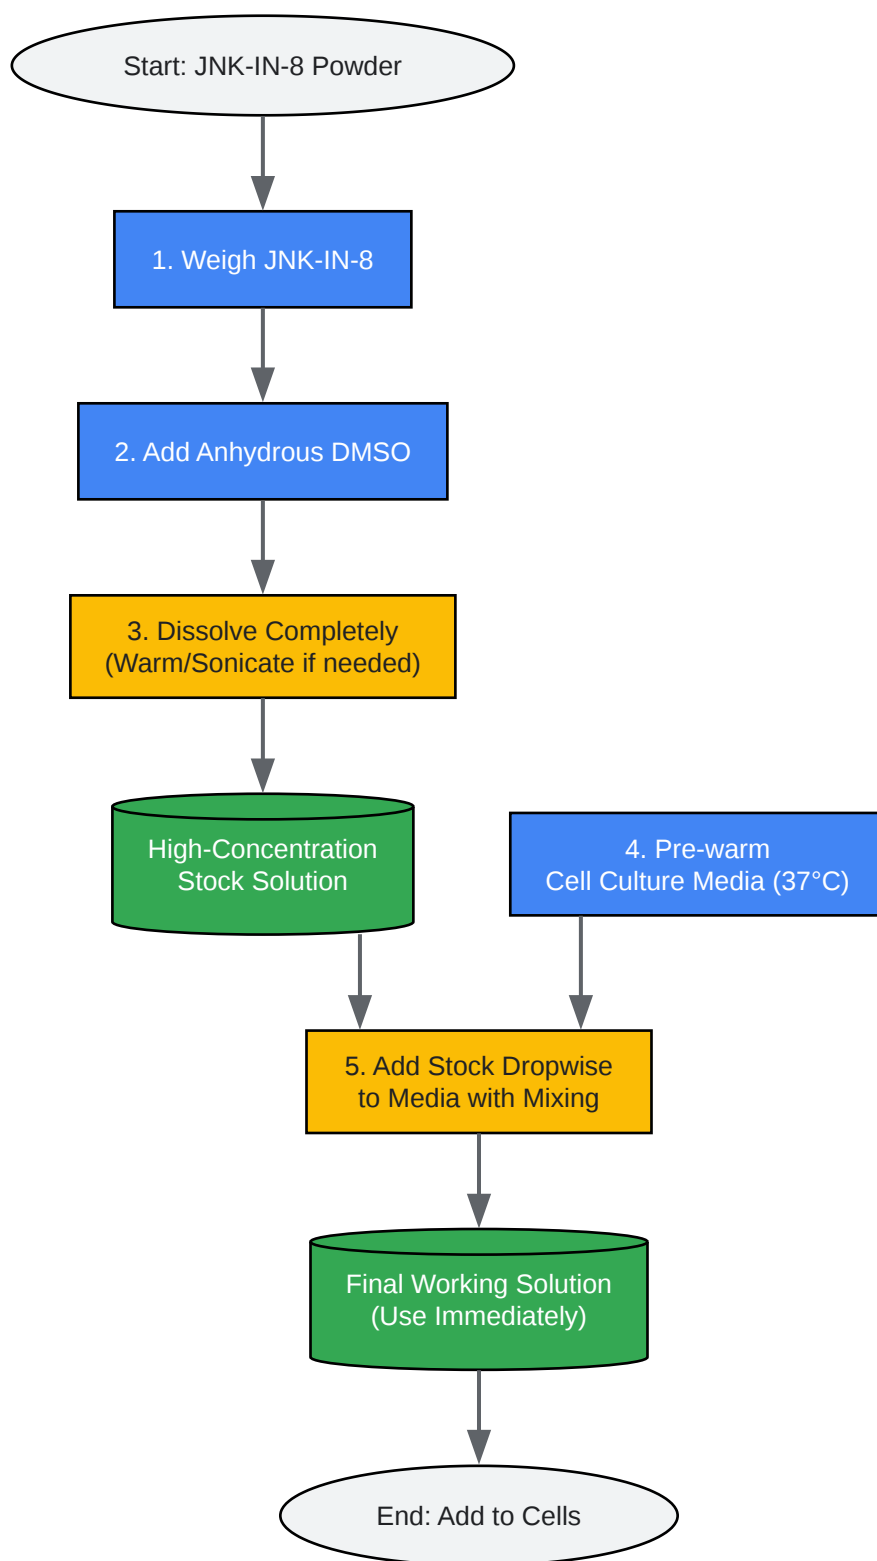 Start: JNK-IN-8 Powder
1. Weigh JNK-IN-8
2. Add Anhydrous DMSO
3. Dissolve Completely
(Warm/Sonicate if needed)
High-Concentration
Stock Solution
4. Pre-warm
Cell Culture Media (37°C)
5. Add Stock Dropwise
to Media with Mixing
Final Working Solution
(Use Immediately)
End: Add to Cells